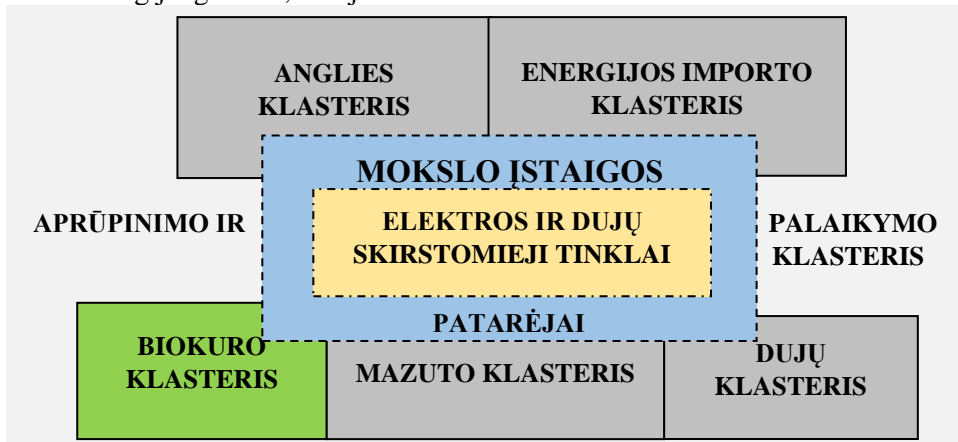 ANGLIES
KLASTERIS
ENERGIJOS IMPORTO
KLASTERIS
MOKSLO ĮSTAIGOS
APRŪPINIMO IR
ELEKTROS IR DUJŲ
SKIRSTOMIEJI TINKLAI
PALAIKYMO
KLASTERIS
PATARĖJAI
BIOKURO
KLASTERIS
MAZUTO KLASTERIS
DUJŲ
KLASTERIS